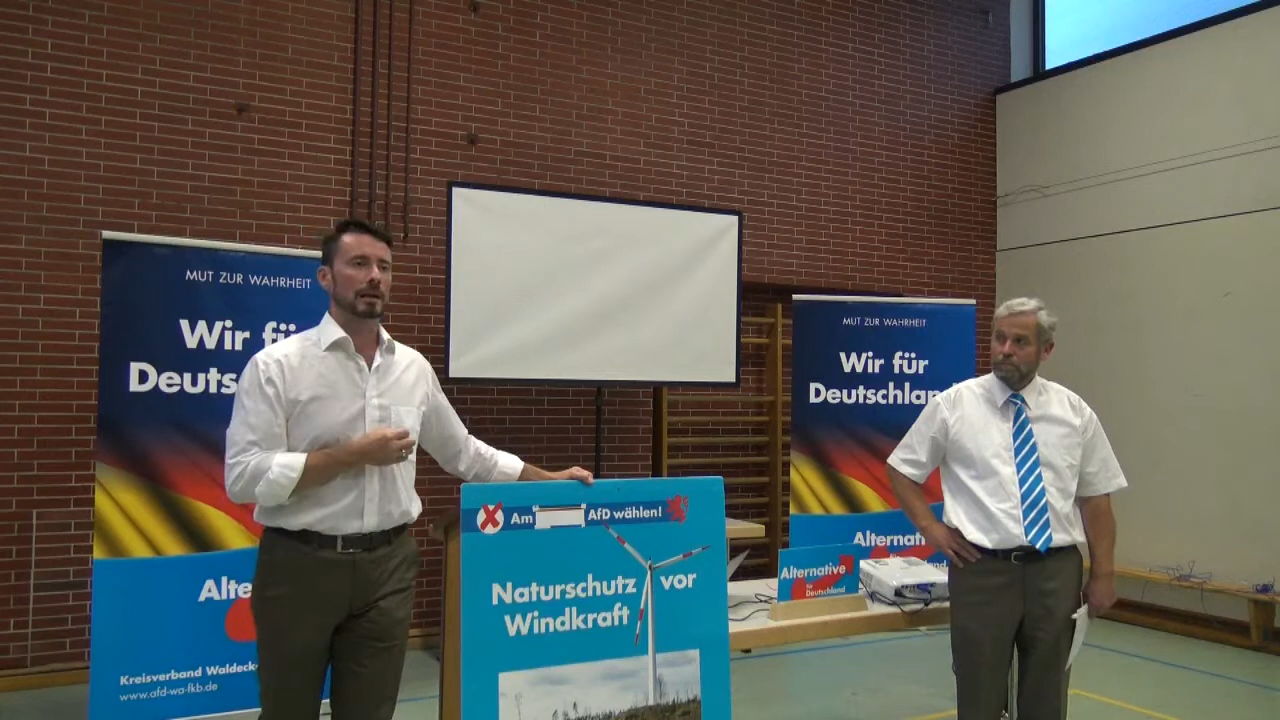 MUT ZUR WAHRHEIT
Wir fü
Deuts
Alte
Kreisverband Waldeck-
www.afd-wa-fkb.de
Am AfD wählen!
Naturschutz vor
Windkraft
MUT ZUR WAHRHEIT
Wir für
Deutschlan
Alternati
Alternative
für
Deutschland